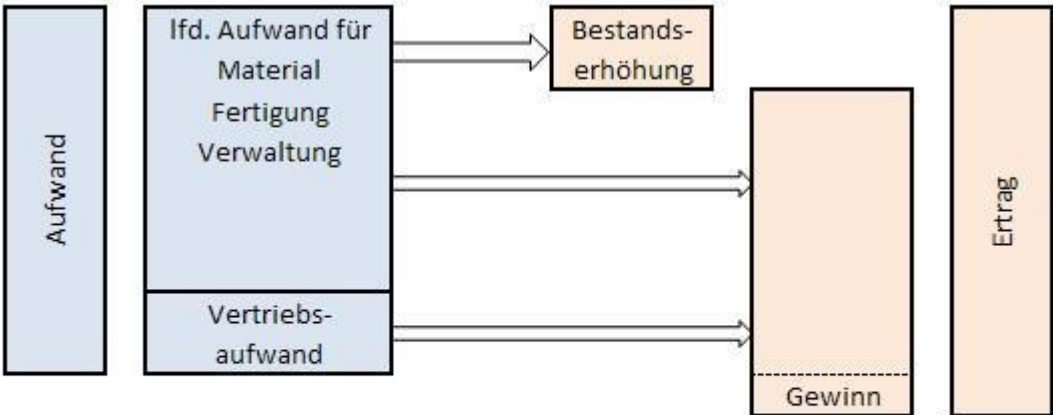 Aufwand
lfd. Aufwand für
Material
Fertigung
Verwaltung
Vertriebs-
aufwand
Bestands-
erhöhung
Gewinn
Ertrag